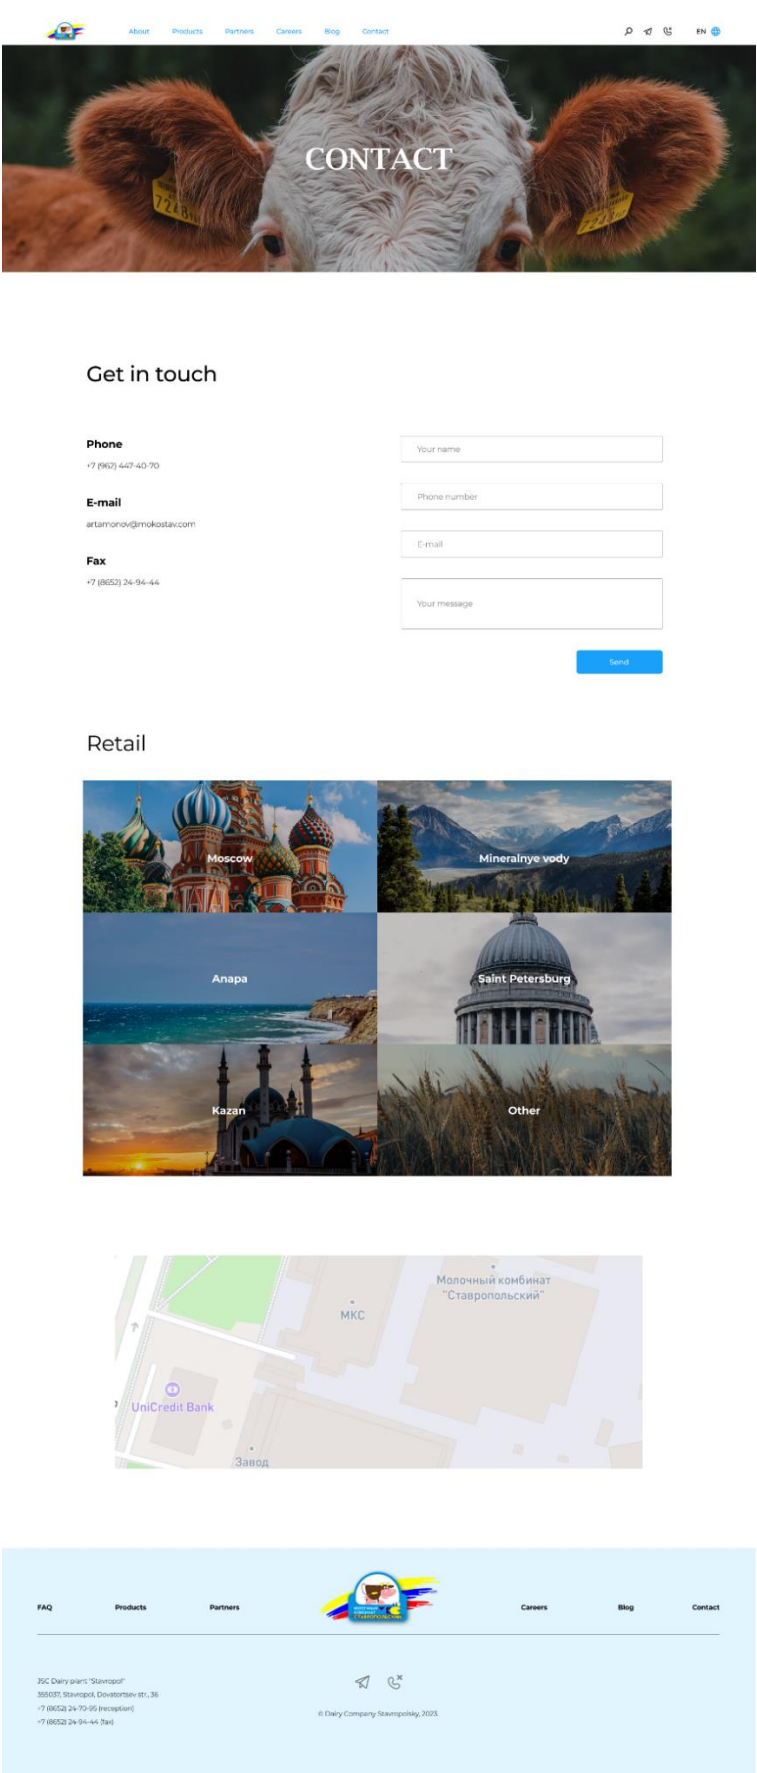 About Products Partners Careers Blog Contact EN
CONTACT
Get in touch
Phone
+7 (962) 447-40-70
E-mail
artamonov@mokostav.com
Fax
+7 (8652) 24-94-44
Your name
Phone number
E-mail
Your message
Send
Retail
Moscow
Mineralnye vody
Anapa
Saint Petersburg
Kazan
Other
Молочный комбинат
"Ставропольский"
МКС
UniCredit Bank
Завод
FAQ Products Partners Careers Blog Contact
СТАВРОПОЛЬСКИЙ
JSC Dairy plant "Stavropol"
355037, Stavropol, Dovatortsev str., 36
+7 (8652) 24-70-95 (reception)
+7 (8652) 24-94-44 (fax)
© Dairy Company Stavropolsky, 2023.